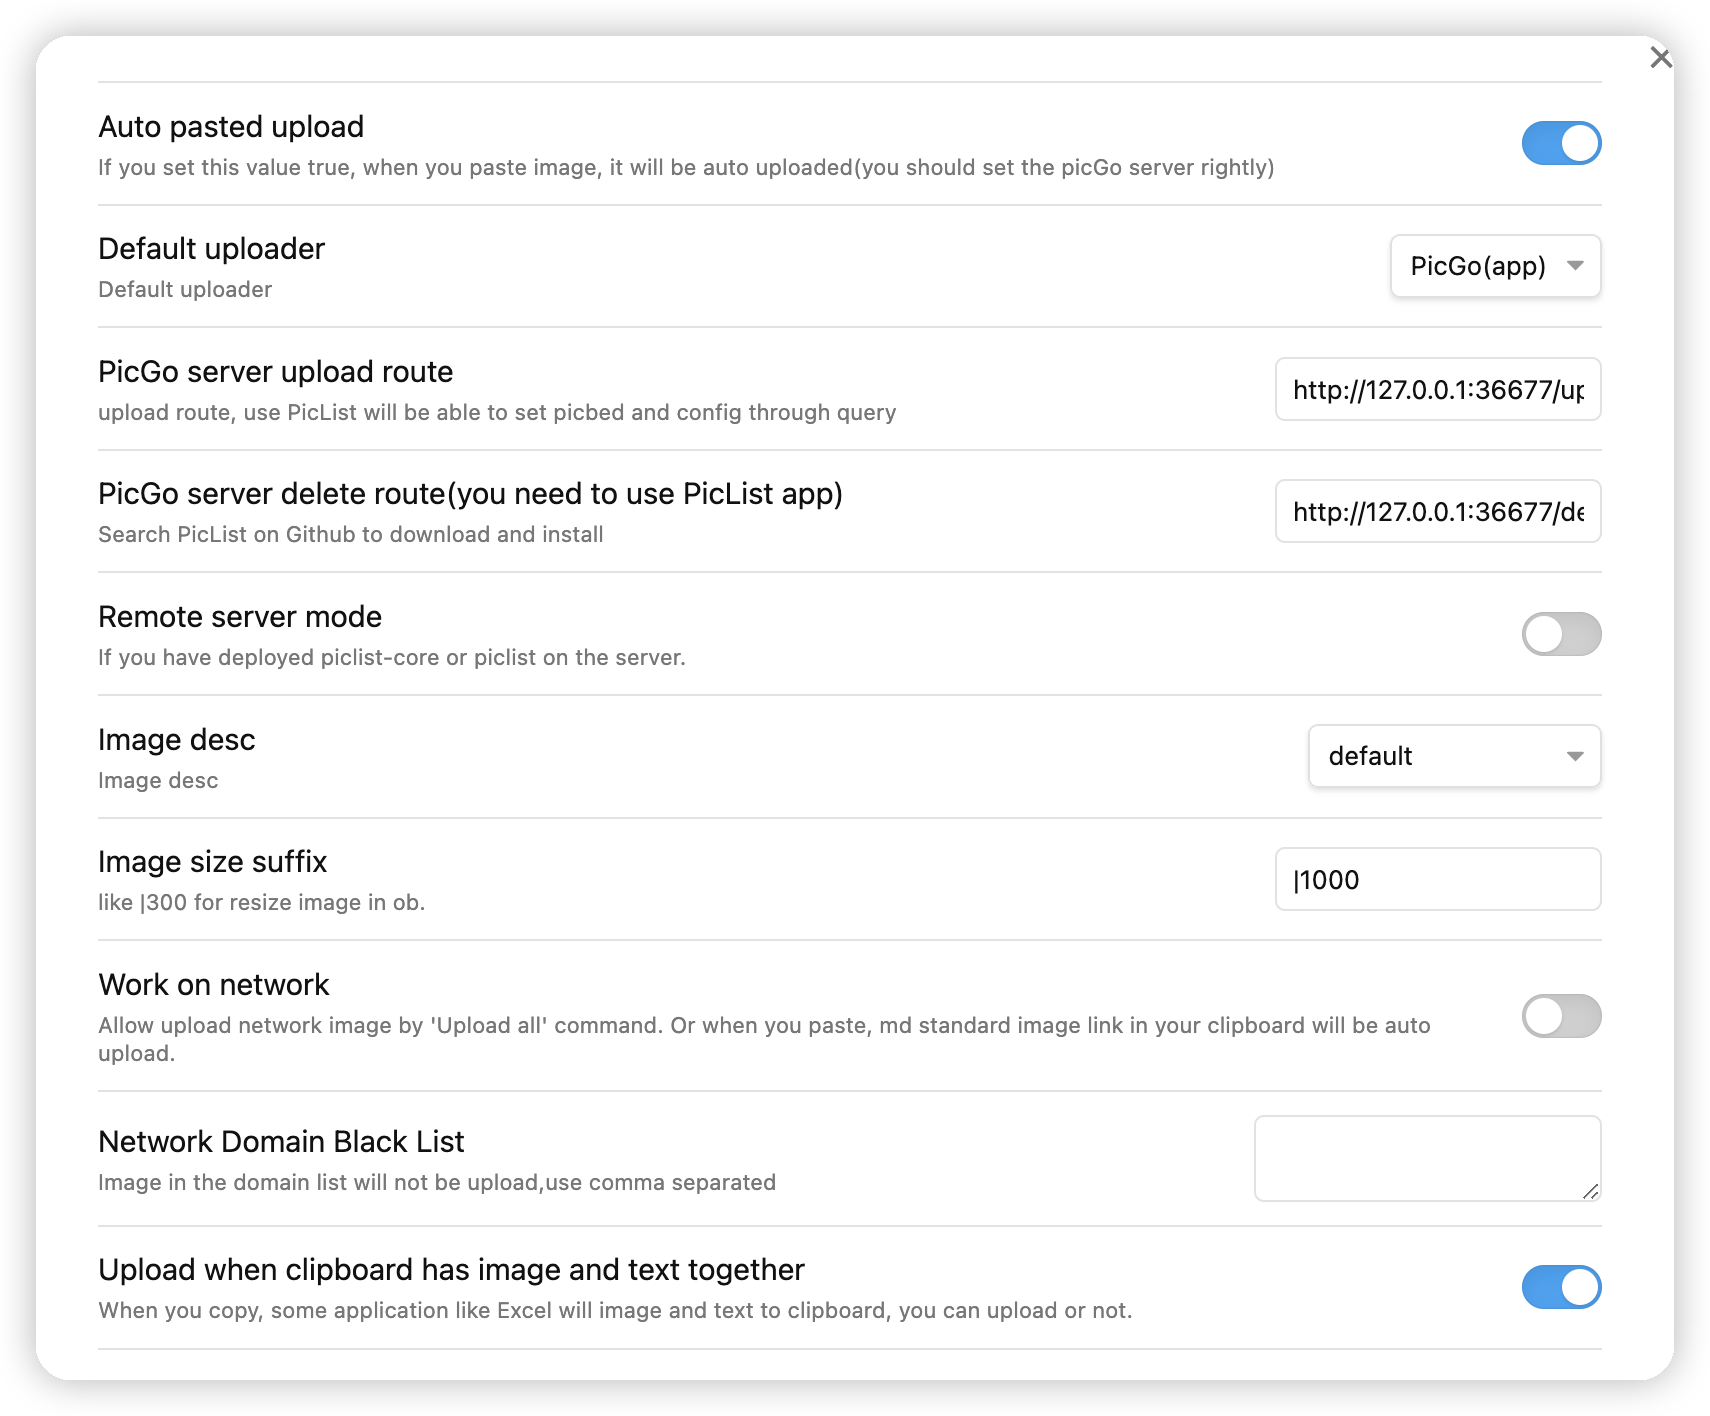 Auto pasted upload
If you set this value true, when you paste image, it will be auto uploaded(you should set the picGo server rightly)
Default uploader
Default uploader
PicGo(app)
PicGo server upload route
upload route, use PicList will be able to set picbed and config through query
http://127.0.0.1:36677/up
PicGo server delete route(you need to use PicList app)
Search PicList on Github to download and install
http://127.0.0.1:36677/de
Remote server mode
If you have deployed piclist-core or piclist on the server.
Image desc
Image desc
default
Image size suffix
like |300 for resize image in ob.
|1000
Work on network
Allow upload network image by 'Upload all' command. Or when you paste, md standard image link in your clipboard will be auto
upload.
Network Domain Black List
Image in the domain list will not be upload,use comma separated
Upload when clipboard has image and text together
When you copy, some application like Excel will image and text to clipboard, you can upload or not.